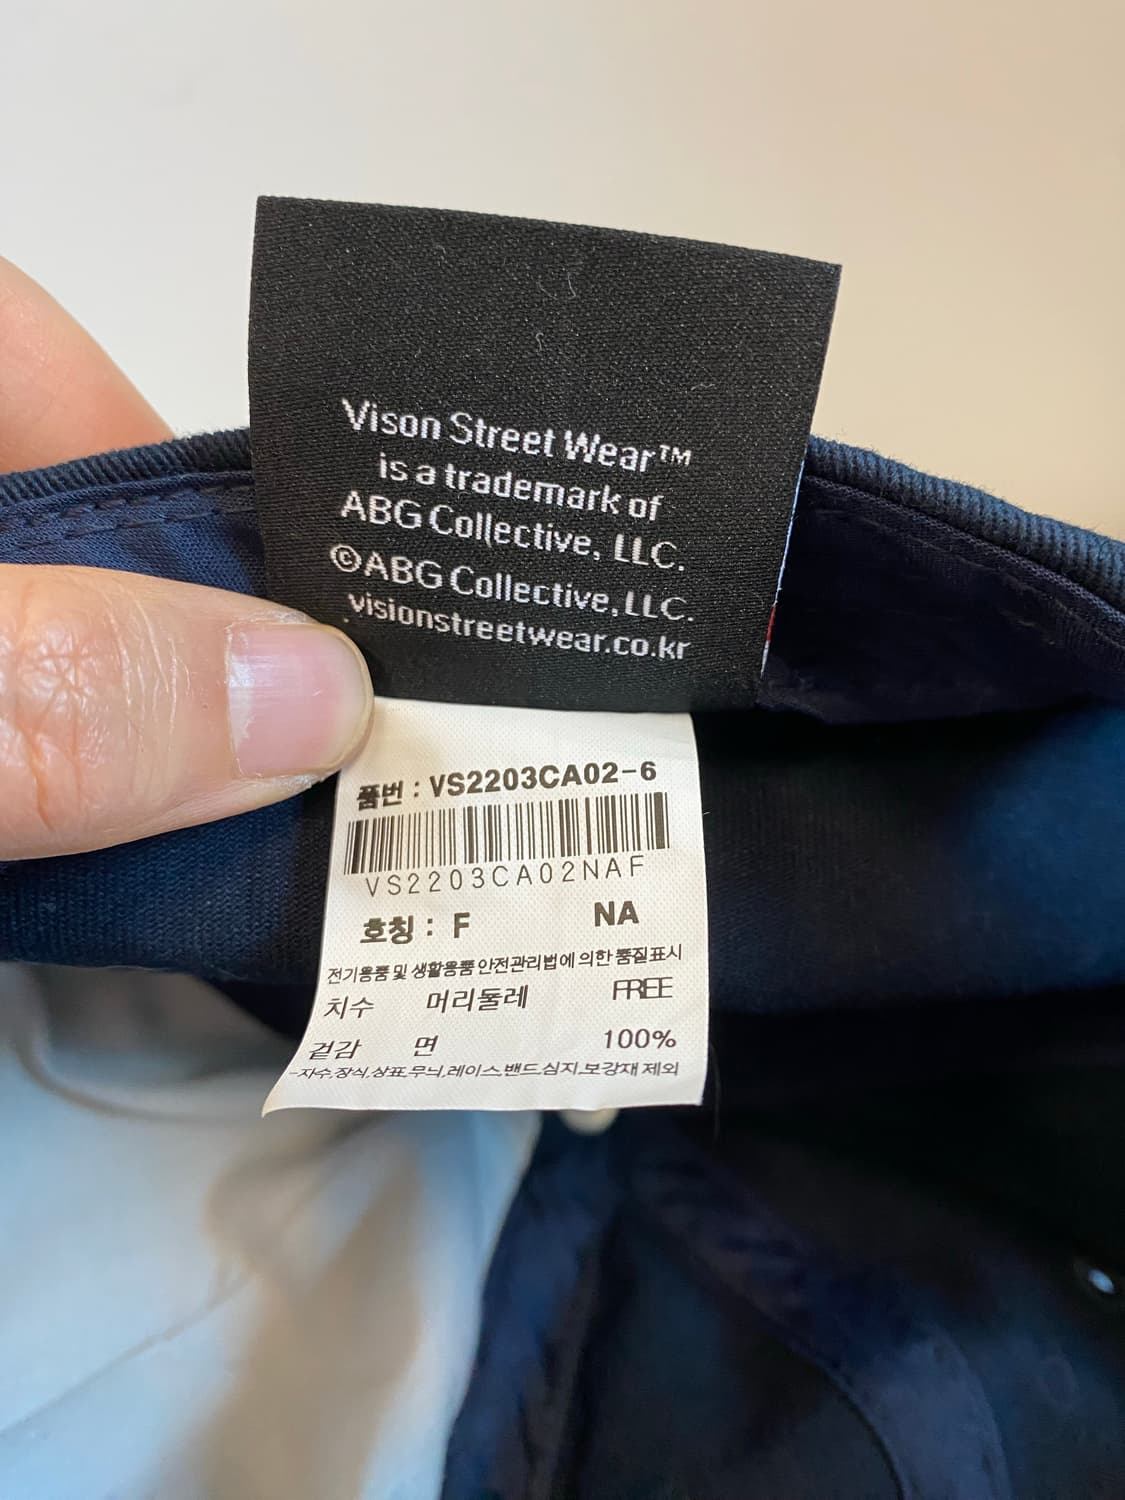 Vison Street Wear™
is a trademark of
ABG Collective, LLC.
©ABG Collective, LLC.
visionstreetwear.co.kr
품번 : VS2203CA02-6
VS2203CA02NAF
호칭 : F NA
전기용품 및 생활용품 안전관리법에 의한 품질표시
치수 머리둘레 FREE
겉감 면 100%
-자수,장식,상표,무늬,레이스,밴드,심지,보강재 제외